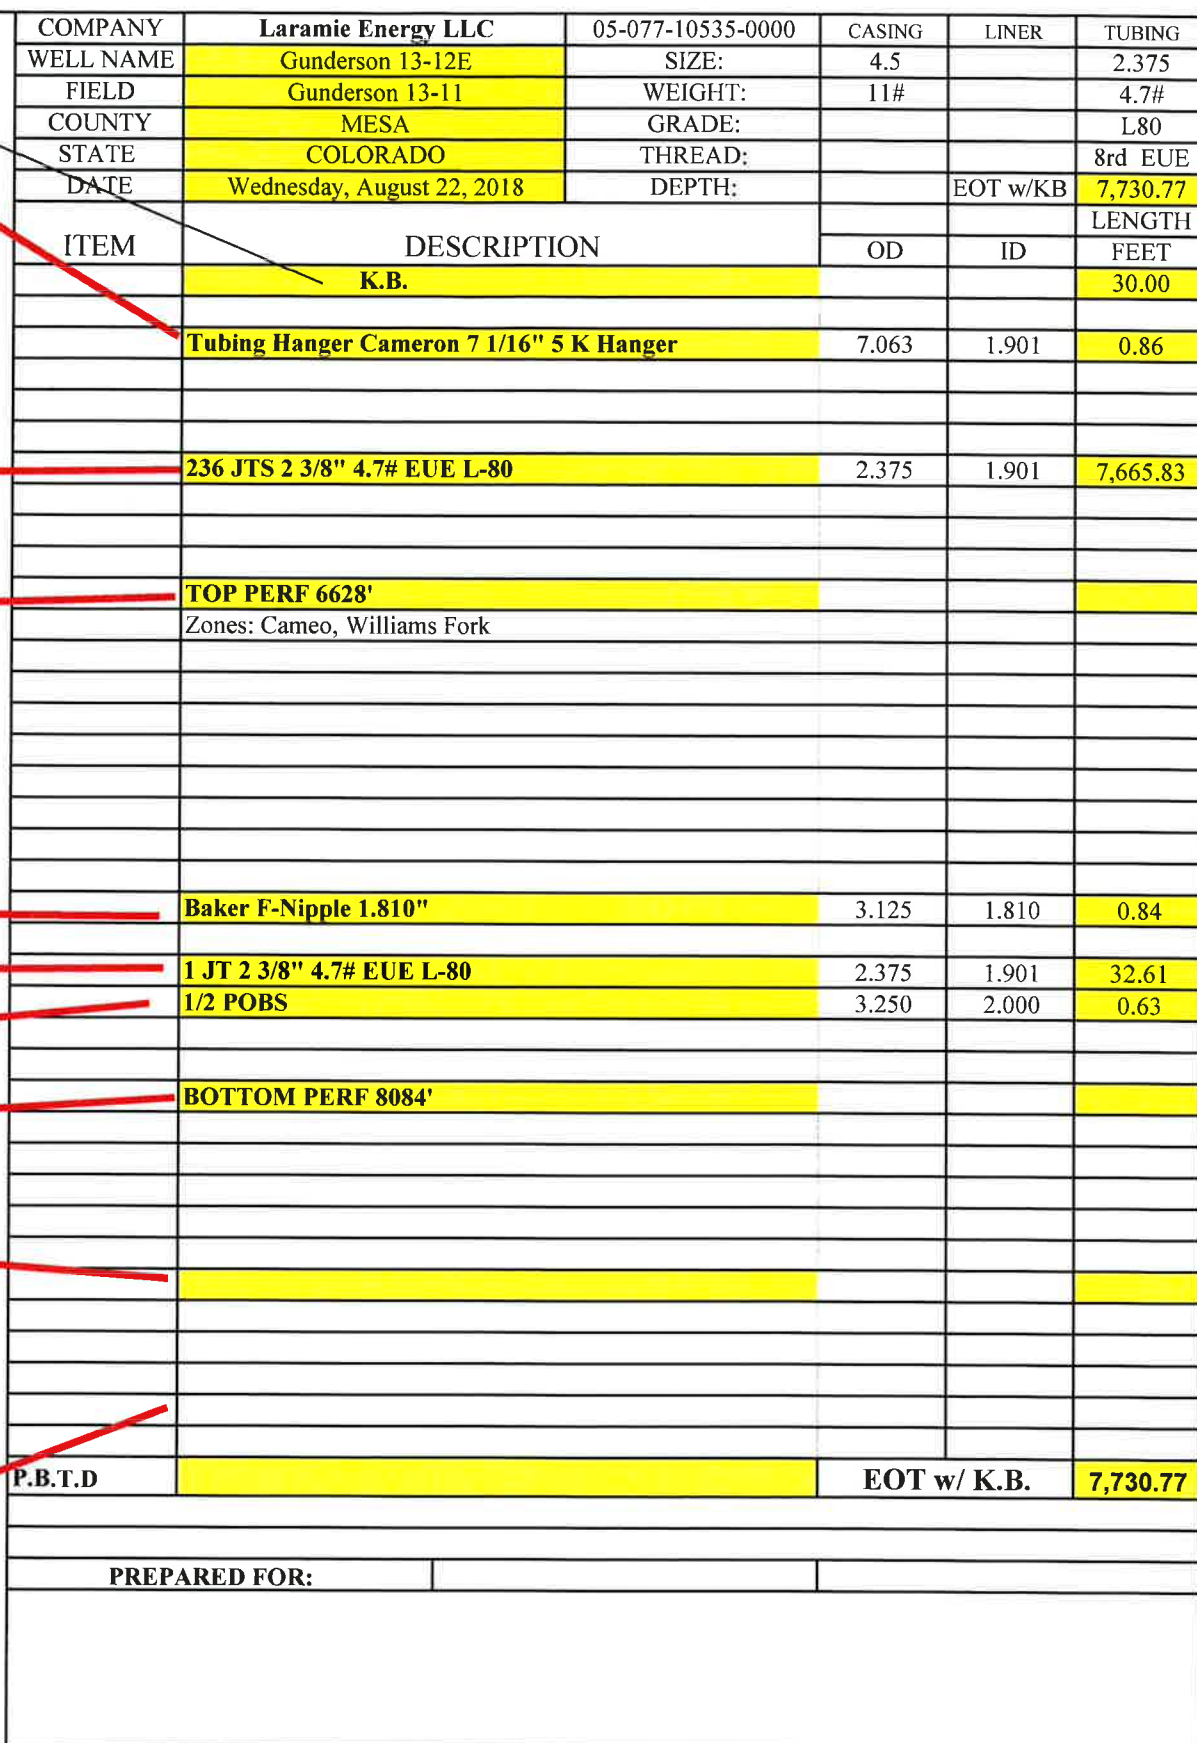 COMPANY Laramie Energy LLC 05-077-10535-0000 CASING LINER TUBING
WELL NAME Gunderson 13-12E SIZE: 4.5 2.375
FIELD Gunderson 13-11 WEIGHT: 11# 4.7#
COUNTY MESA GRADE: L80
STATE COLORADO THREAD: 8rd EUE
DATE Wednesday, August 22, 2018 DEPTH: EOT w/KB 7,730.77
LENGTH
ITEM DESCRIPTION OD ID FEET
K.B. 30.00
Tubing Hanger Cameron 7 1/16" 5 K Hanger 7.063 1.901 0.86
236 JTS 2 3/8" 4.7# EUE L-80 2.375 1.901 7,665.83
TOP PERF 6628'
Zones: Cameo, Williams Fork
Baker F-Nipple 1.810" 3.125 1.810 0.84
1 JT 2 3/8" 4.7# EUE L-80 2.375 1.901 32.61
1/2 POBS 3.250 2.000 0.63
BOTTOM PERF 8084'
P.B.T.D EOT w/ K.B. 7,730.77
PREPARED FOR: